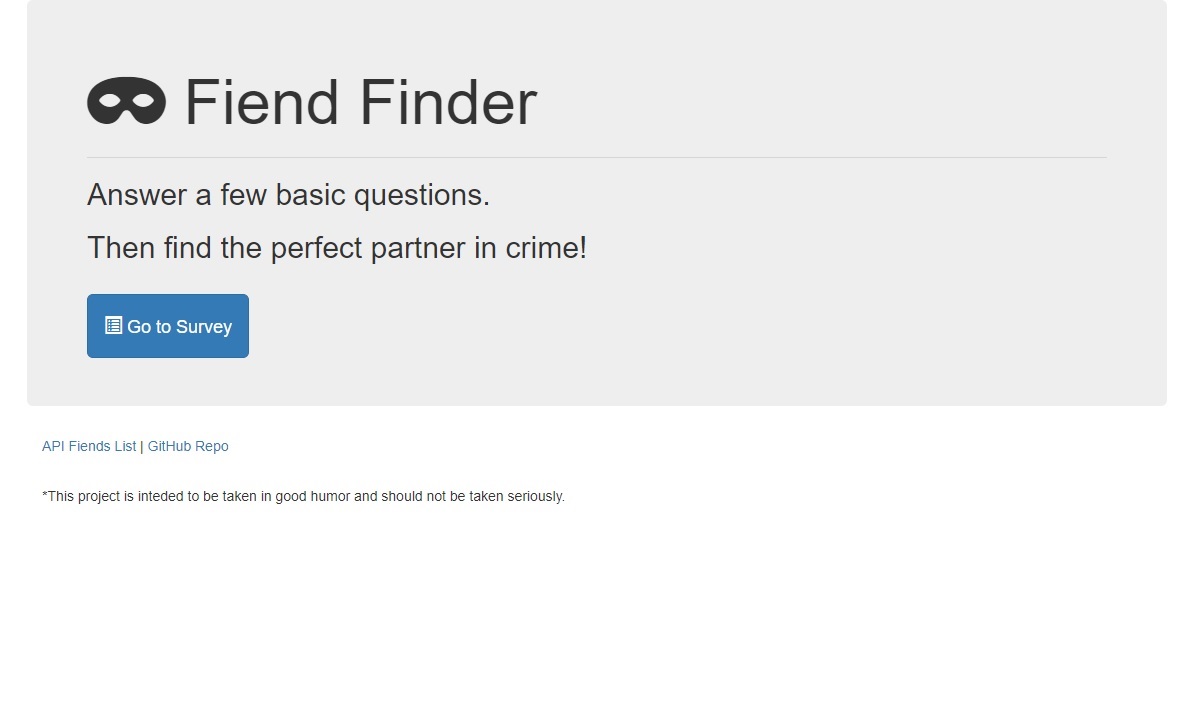 Fiend Finder
Answer a few basic questions.
Then find the perfect partner in crime!
Go to Survey
API Fiends List | GitHub Repo
*This project is inteded to be taken in good humor and should not be taken seriously.